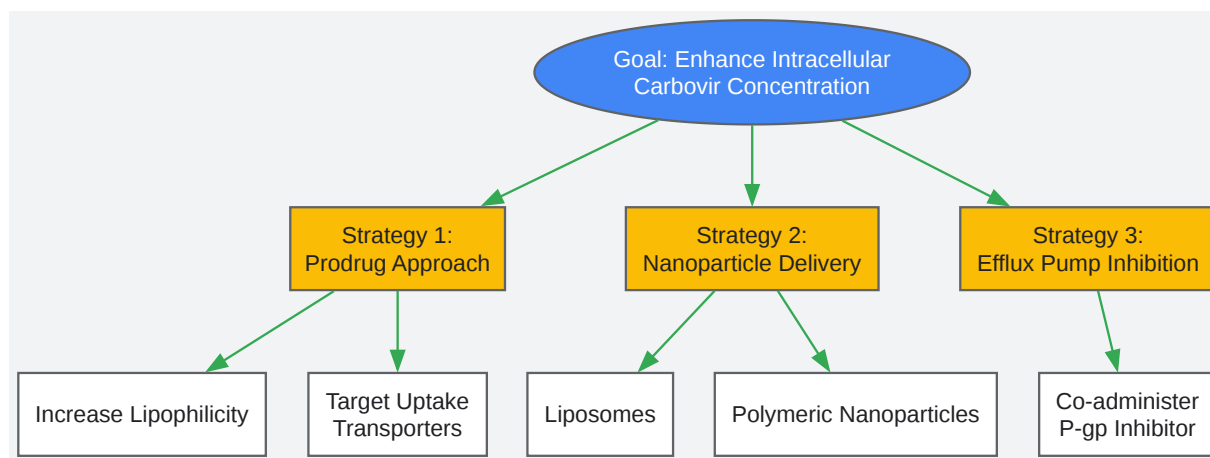 Goal: Enhance Intracellular
Carbovir Concentration
Strategy 1:
Prodrug Approach
Strategy 2:
Nanoparticle Delivery
Strategy 3:
Efflux Pump Inhibition
Increase Lipophilicity
Target Uptake
Transporters
Liposomes
Polymeric Nanoparticles
Co-administer
P-gp Inhibitor